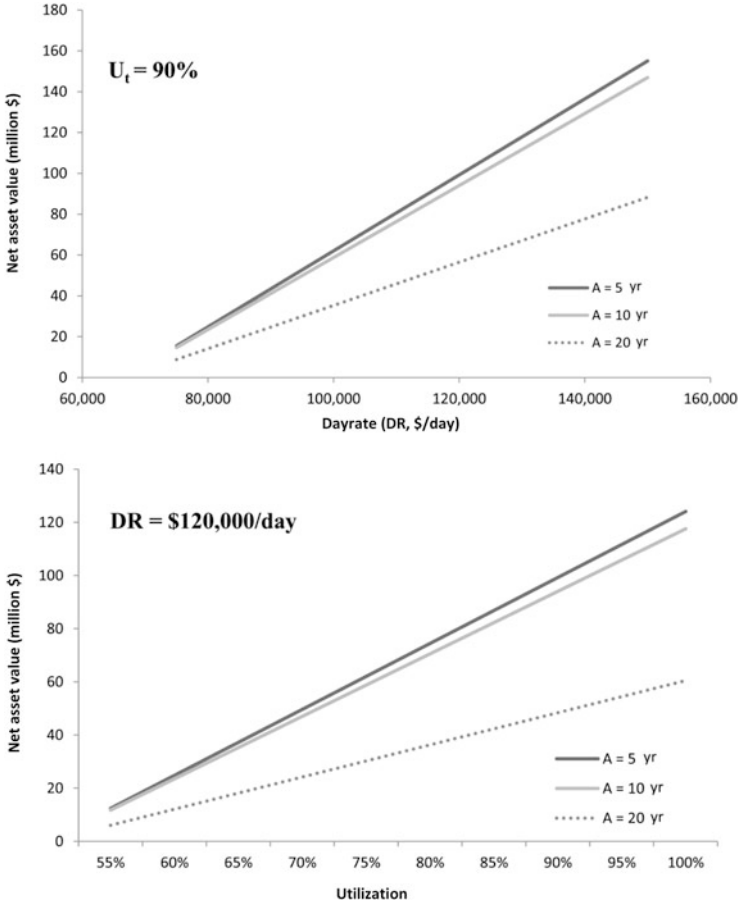 180
160
140
120
100
80
60
40
20
0
Net asset value (million $)
Uₜ = 90%
A = 5 yr
A = 10 yr
A = 20 yr
60,000 80,000 100,000 120,000 140,000 160,000
Dayrate (DR, $/day)
140
120
100
80
60
40
20
0
Net asset value (million $)
DR = $120,000/day
A = 5 yr
A = 10 yr
A = 20 yr
55% 60% 65% 70% 75% 80% 85% 90% 95% 100%
Utilization